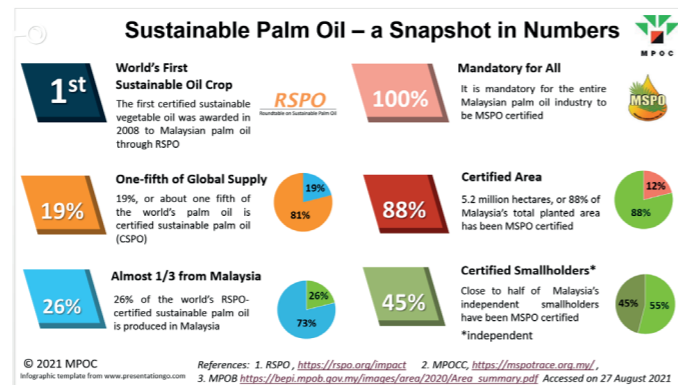 Sustainable Palm Oil – a Snapshot in Numbers
MPOC
1st
World's First
Sustainable Oil Crop
The first certified sustainable
vegetable oil was awarded in
2008 to Malaysian palm oil
through RSPO
RSPO
Roundtable on Sustainable Palm Oil
100%
Mandatory for All
It is mandatory for the entire
Malaysian palm oil industry to
be MSPO certified
MSPO
19%
One-fifth of Global Supply
19%, or about one fifth of
the world's palm oil is
certified sustainable palm oil
(CSPO)
19%
81%
88%
Certified Area
5.2 million hectares, or 88% of
Malaysia's total planted area
has been MSPO certified
12%
88%
26%
Almost 1/3 from Malaysia
26% of the world's RSPO-
certified sustainable palm oil
is produced in Malaysia
26%
73%
45%
Certified Smallholders*
Close to half of Malaysia's
independent smallholders
have been MSPO certified
*independent
45%
55%
© 2021 MPOC
Infographic template from www.presentationgo.com
References: 1. RSPO , https://rspo.org/impact 2. MPOCC, https://mspotrace.org.my/ ,
3. MPOB https://bepi.mpob.gov.my/images/area/2020/Area_summary.pdf Accessed on 27 August 2021